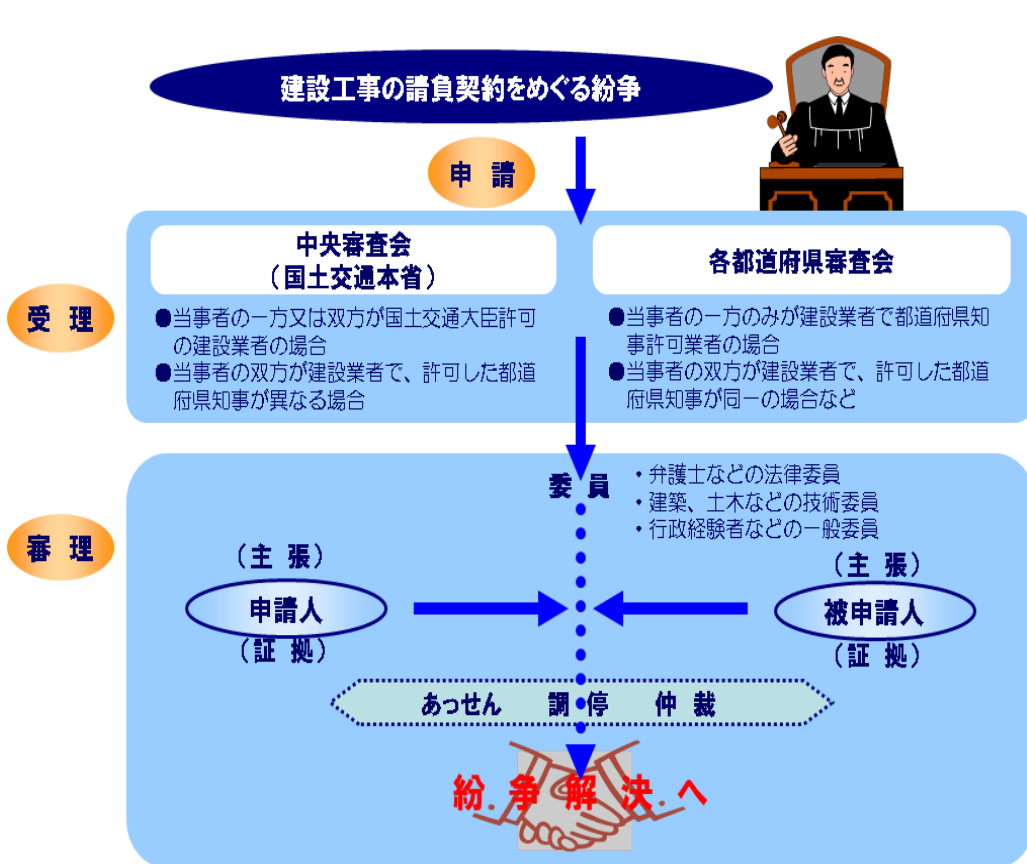 建設工事の請負契約をめぐる紛争
申 請
受 理
中央審査会
(国土交通本省)
●当事者の一方又は双方が国土交通大臣許可
の建設業者の場合
●当事者の双方が建設業者で、許可した都道
府県知事が異なる場合
各都道府県審査会
●当事者の一方のみが建設業者で都道府県知
事許可業者の場合
●当事者の双方が建設業者で、許可した都道
府県知事が同一の場合など
審 理
委 員
・弁護士などの法律委員
・建築、土木などの技術委員
・行政経験者などの一般委員
(主 張)
申請人
(証 拠)
(主 張)
被申請人
(証 拠)
あっせん 調 停 仲 裁
紛 争 解 決 へ